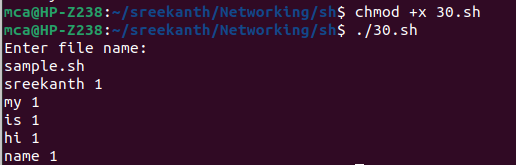 mca@HP-Z238:~/sreekanth/Networking/sh$ chmod +x 30.sh
mca@HP-Z238:~/sreekanth/Networking/sh$ ./30.sh
Enter file name:
sample.sh
sreekanth 1
my 1
is 1
hi 1
name 1